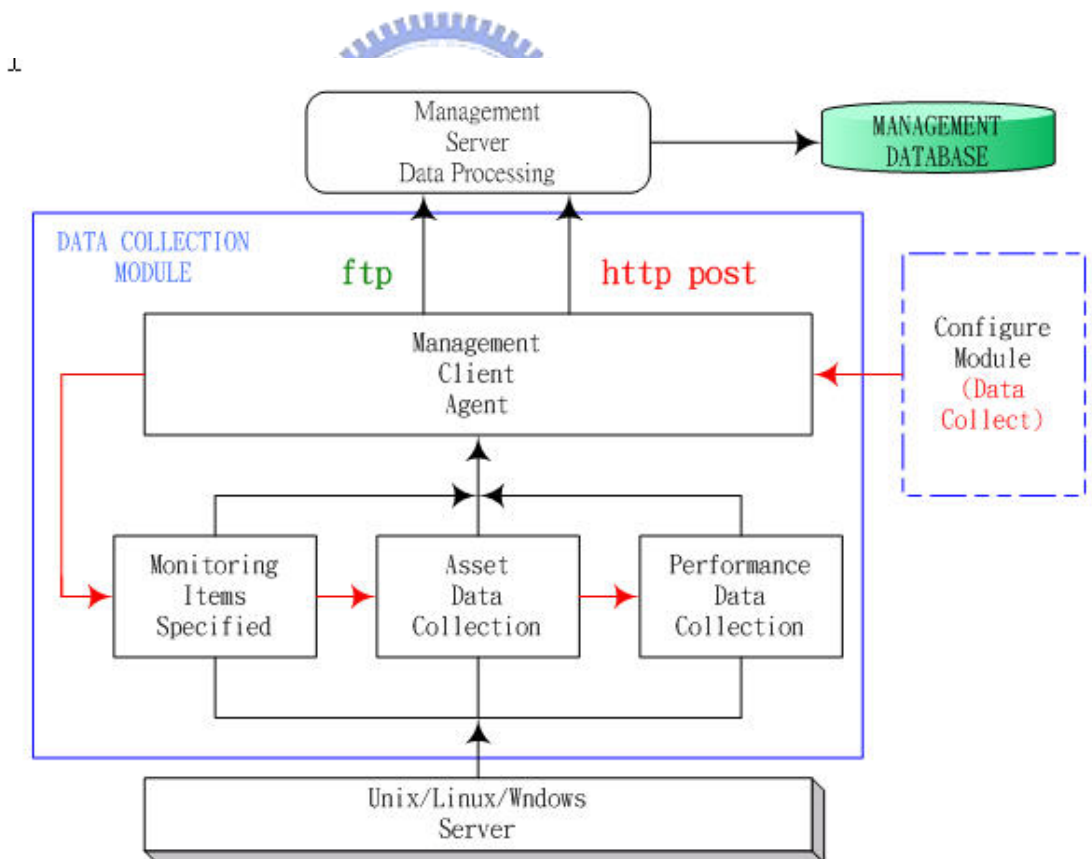 Management
Server
Data Processing
MANAGEMENT
DATABASE
DATA COLLECTION
MODULE
ftp
http post
Management
Client
Agent
Configure
Module
(Data
Collect)
Monitoring
Items
Specified
Asset
Data
Collection
Performance
Data
Collection
Unix/Linux/Wndows
Server